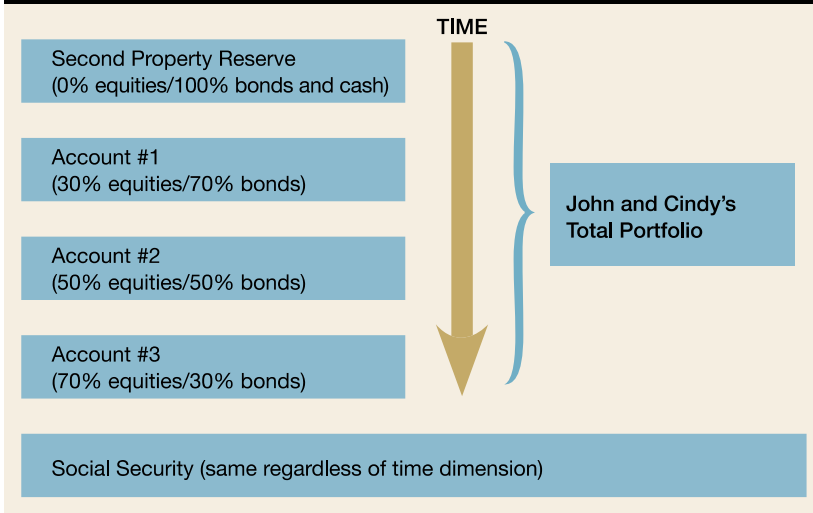 TIME
Second Property Reserve
(0% equities/100% bonds and cash)
Account #1
(30% equities/70% bonds)
Account #2
(50% equities/50% bonds)
Account #3
(70% equities/30% bonds)
John and Cindy’s
Total Portfolio
Social Security (same regardless of time dimension)